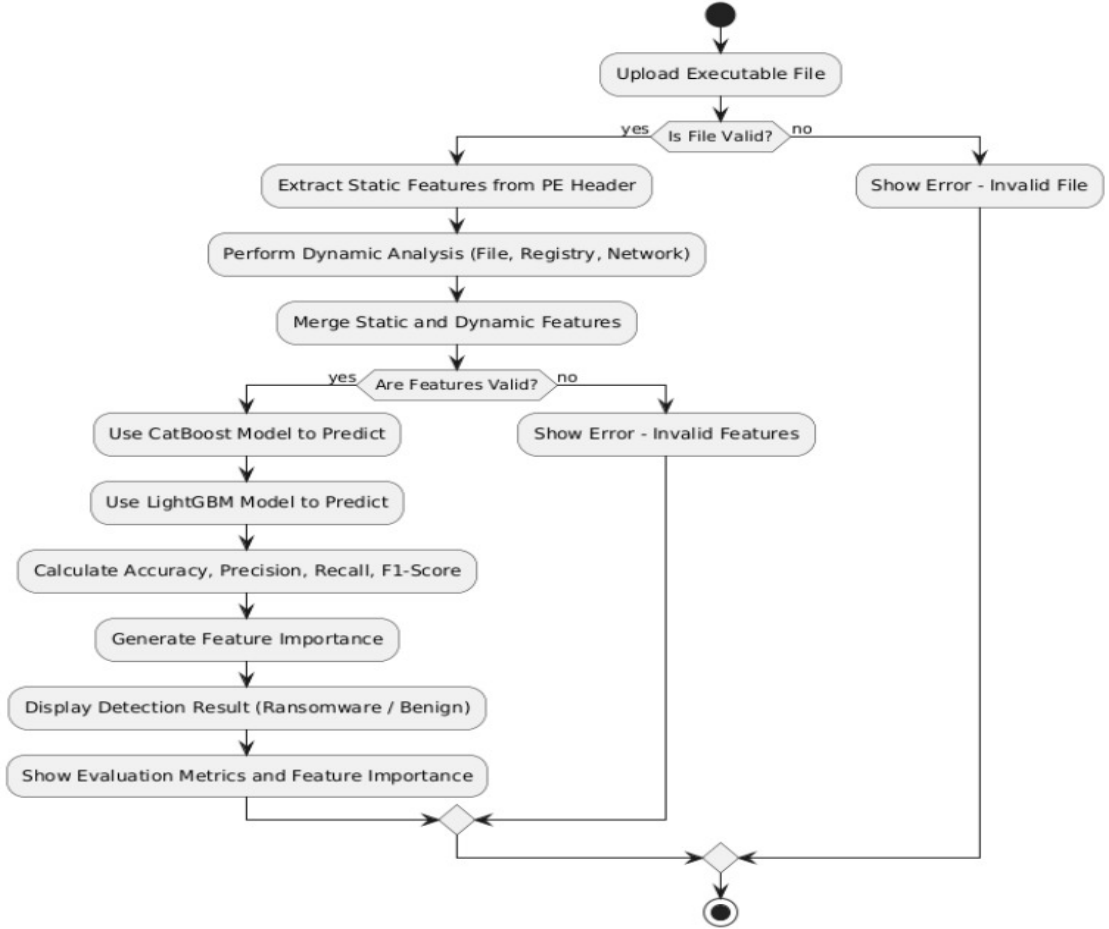 Upload Executable File
yes
Is File Valid?
no
Extract Static Features from PE Header
Show Error - Invalid File
Perform Dynamic Analysis (File, Registry, Network)
Merge Static and Dynamic Features
yes
Are Features Valid?
no
Use CatBoost Model to Predict
Show Error - Invalid Features
Use LightGBM Model to Predict
Calculate Accuracy, Precision, Recall, F1-Score
Generate Feature Importance
Display Detection Result (Ransomware / Benign)
Show Evaluation Metrics and Feature Importance